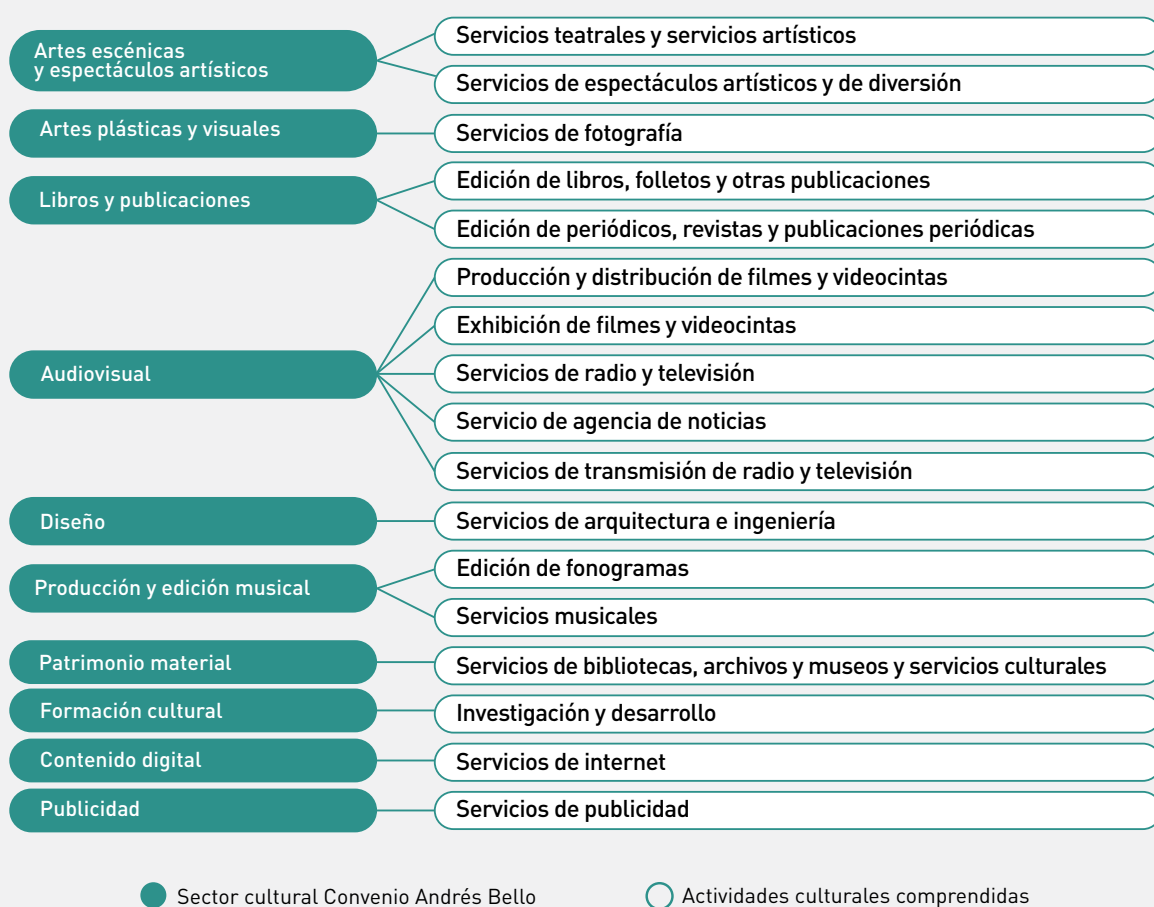 Artes escénicas
y espectáculos artísticos
Servicios teatrales y servicios artísticos
Servicios de espectáculos artísticos y de diversión
Artes plásticas y visuales
Servicios de fotografía
Libros y publicaciones
Edición de libros, folletos y otras publicaciones
Edición de periódicos, revistas y publicaciones periódicas
Audiovisual
Producción y distribución de filmes y videocintas
Exhibición de filmes y videocintas
Servicios de radio y televisión
Servicio de agencia de noticias
Servicios de transmisión de radio y televisión
Diseño
Servicios de arquitectura e ingeniería
Producción y edición musical
Edición de fonogramas
Servicios musicales
Patrimonio material
Servicios de bibliotecas, archivos y museos y servicios culturales
Formación cultural
Investigación y desarrollo
Contenido digital
Servicios de internet
Publicidad
Servicios de publicidad
Sector cultural Convenio Andrés Bello
Actividades culturales comprendidas